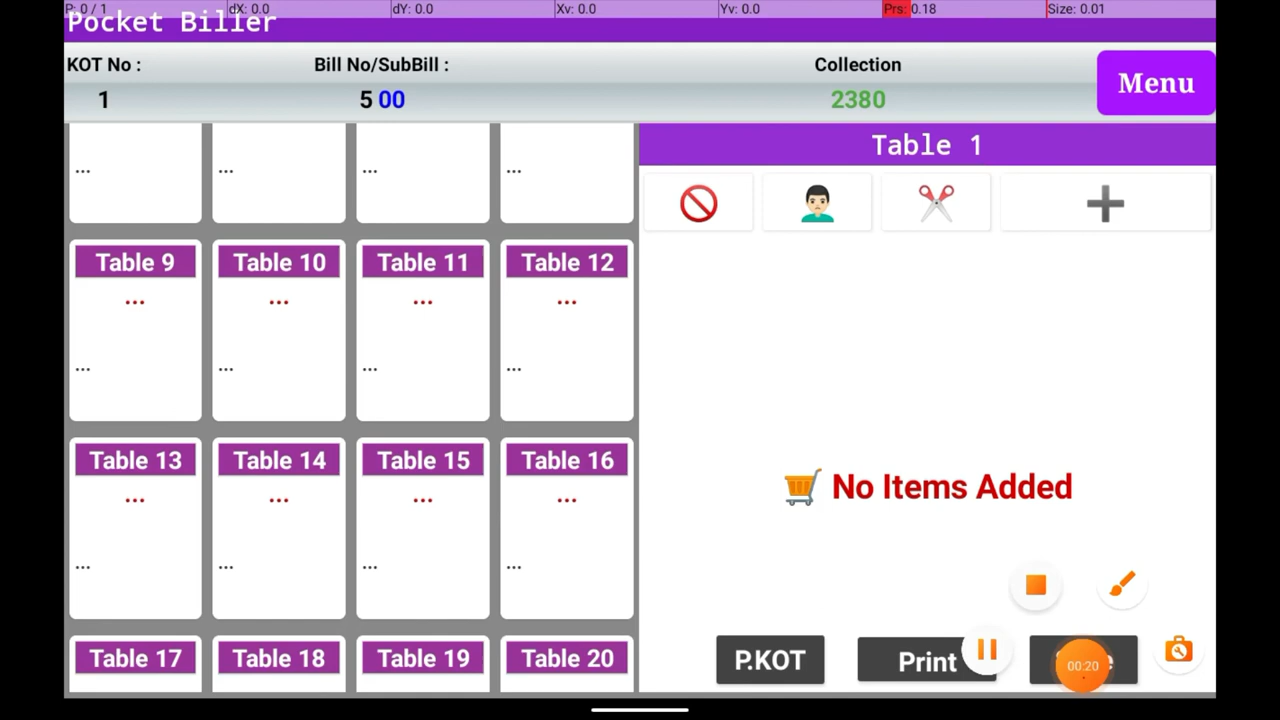 P: 0 / 1 dX: 0.0 dY: 0.0 Xv: 0.0 Yv: 0.0 Prs: 0.18 Size: 0.01
Pocket Biller
KOT No : Bill No/SubBill : Collection
1 5 00 2380
Menu
Table 1
... ... ... ...
Table 9 Table 10 Table 11 Table 12
... ... ... ...
... ... ... ...
Table 13 Table 14 Table 15 Table 16
... ... ... ...
No Items Added
... ... ... ...
Table 17 Table 18 Table 19 Table 20
P.KOT Print
00:20